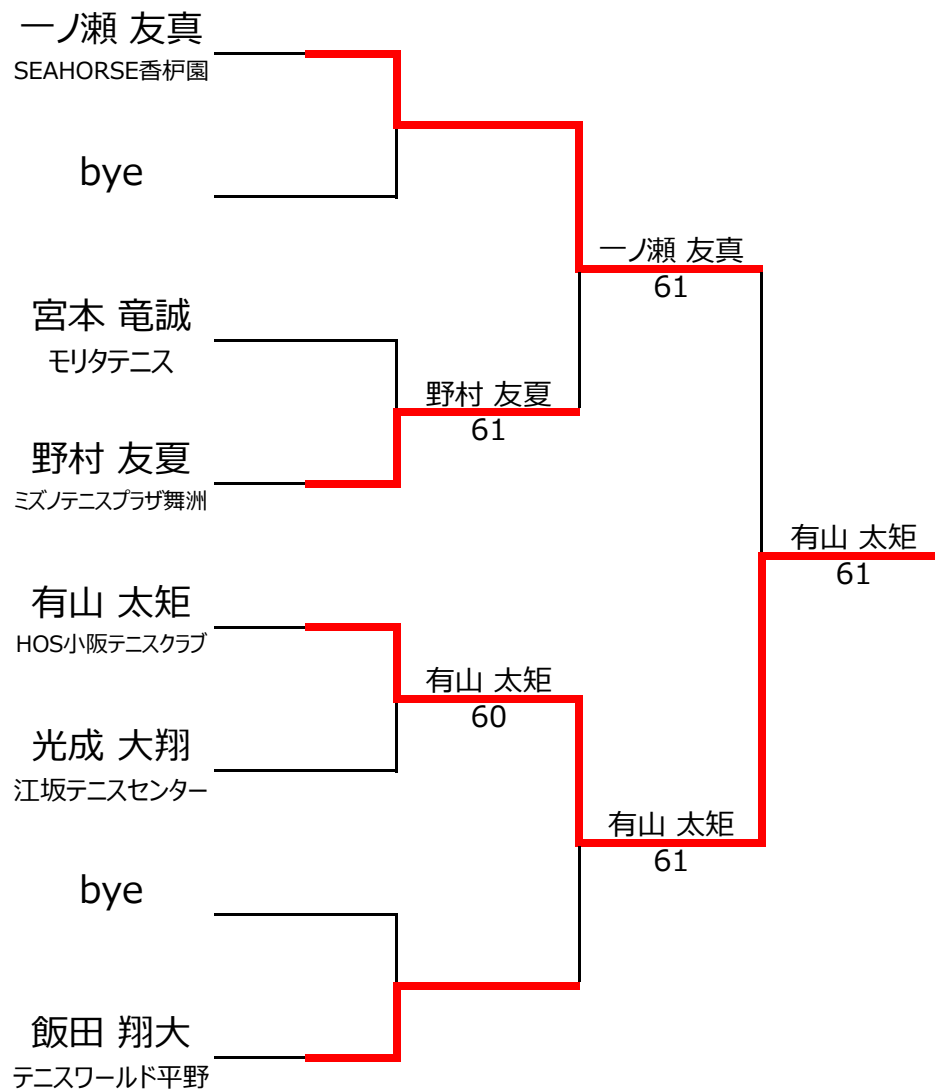 一ノ瀬 友真
SEAHORSE香枦園
bye
宮本 竜誠
モリタテニス
野村 友夏
ミズノテニスプラザ舞洲
有山 太矩
HOS小阪テニスクラブ
光成 大翔
江坂テニスセンター
bye
飯田 翔大
テニスワールド平野
野村 友夏
61
有山 太矩
60
一ノ瀬 友真
61
有山 太矩
61
有山 太矩
61